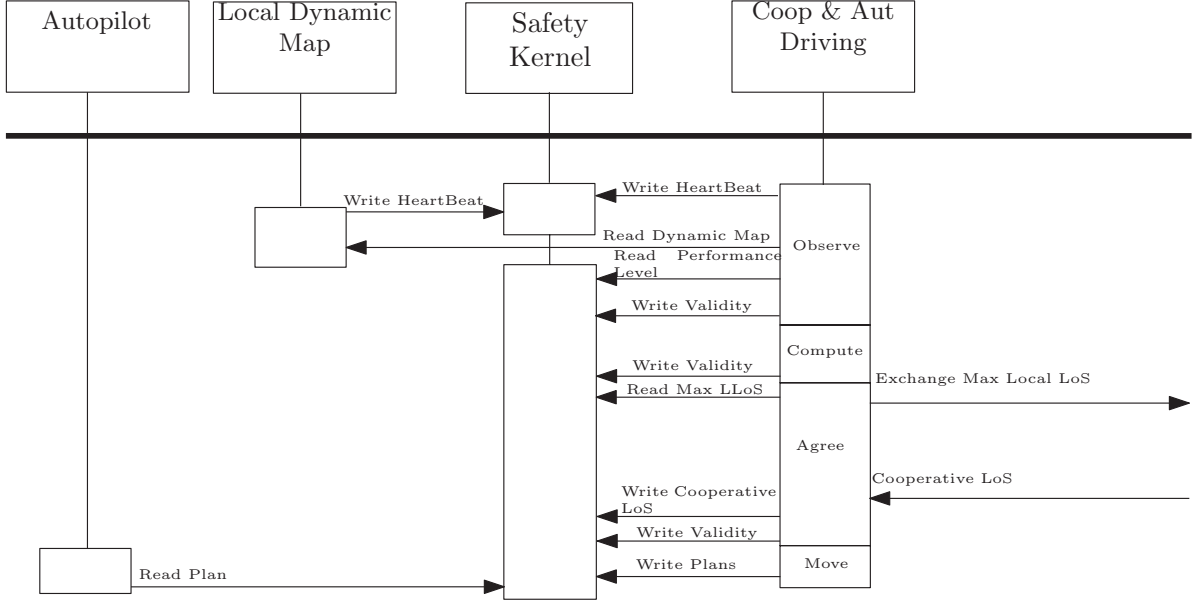 Autopilot
Local Dynamic
Map
Safety
Kernel
Coop & Aut
Driving
Write HeartBeat
Write HeartBeat
Read Dynamic Map
Observe
Read Performance
Level
Write Validity
Compute
Write Validity
Exchange Max Local LoS
Read Max LLoS
Agree
Cooperative LoS
Write Cooperative
LoS
Write Validity
Write Plans
Move
Read Plan